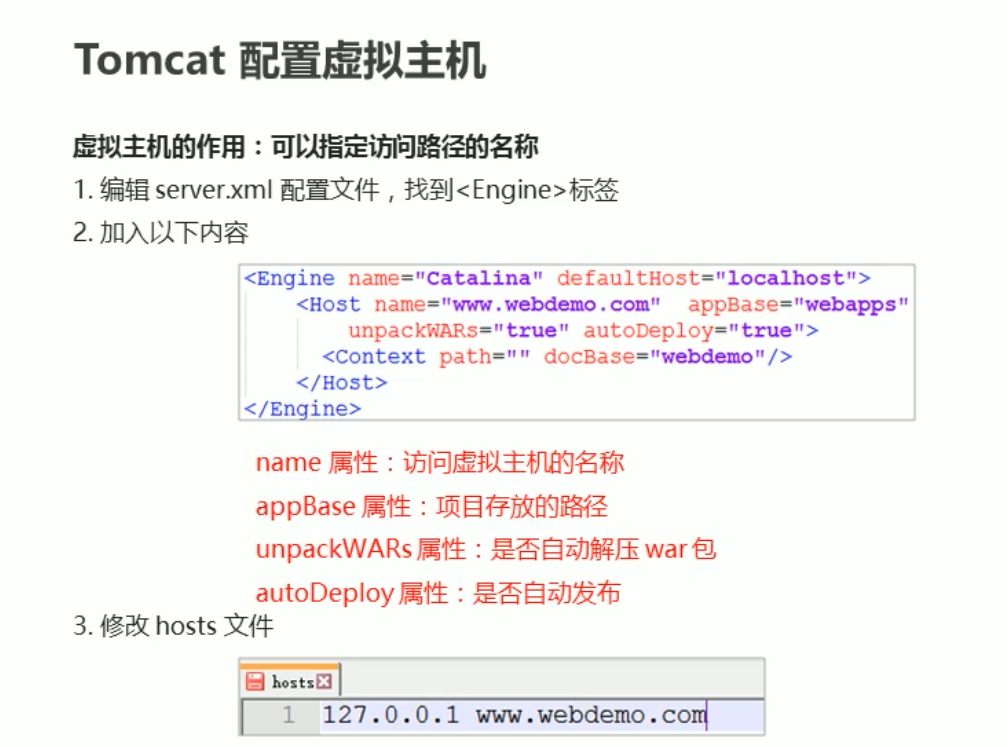 Tomcat 配置虚拟主机
虚拟主机的作用：可以指定访问路径的名称
1. 编辑 server.xml 配置文件，找到<Engine>标签
2. 加入以下内容
<Engine name="Catalina" defaultHost="localhost">
<Host name="www.webdemo.com" appBase="webapps"
unpackWARs="true" autoDeploy="true">
<Context path="" docBase="webdemo"/>
</Host>
</Engine>
name 属性：访问虚拟主机的名称
appBase 属性：项目存放的路径
unpackWARs 属性：是否自动解压 war 包
autoDeploy 属性：是否自动发布
3. 修改 hosts 文件
hosts
1 127.0.0.1 www.webdemo.com